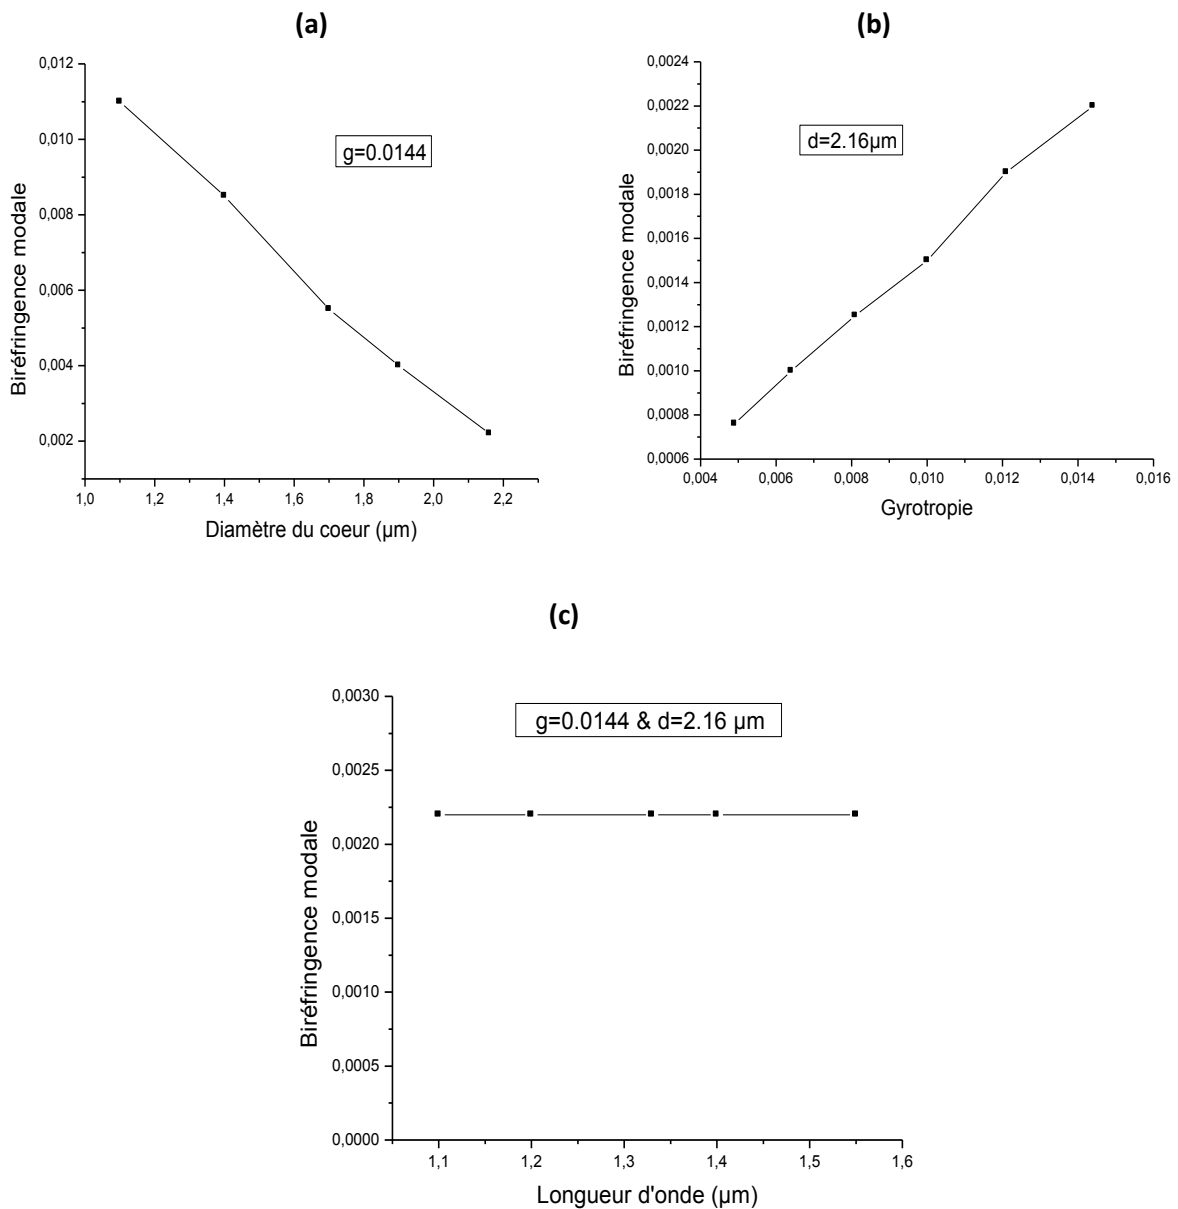 (a)
0,012
0,010
0,008
0,006
0,004
0,002
Biréfringence modale
g=0.0144
1,0 1,2 1,4 1,6 1,8 2,0 2,2
Diamètre du coeur (µm)
(b)
0,0024
0,0022
0,0020
0,0018
0,0016
0,0014
0,0012
0,0010
0,0008
0,0006
Biréfringence modale
d=2.16µm
0,004 0,006 0,008 0,010 0,012 0,014 0,016
Gyrotropie
(c)
0,0030
0,0025
0,0020
0,0015
0,0010
0,0005
0,0000
Biréfringence modale
g=0.0144 & d=2.16 µm
1,1 1,2 1,3 1,4 1,5 1,6
Longueur d'onde (µm)